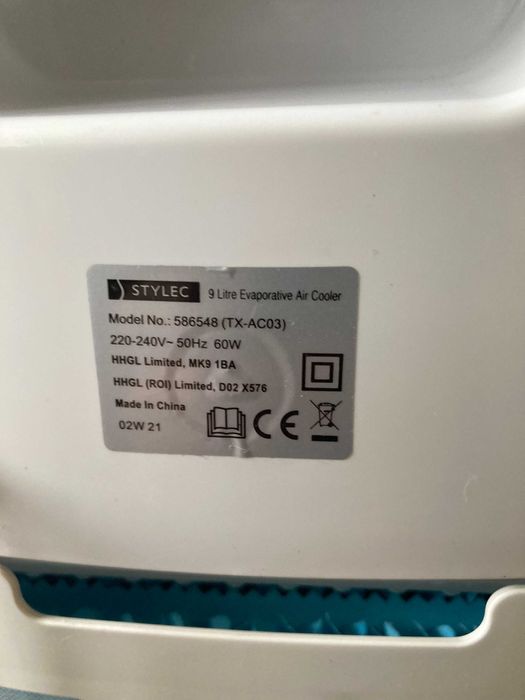 STYLEC 9 Litre Evaporative Air Cooler
Model No.: 586548 (TX-AC03)
220-240V~ 50Hz 60W
HHGL Limited, MK9 1BA
HHGL (ROI) Limited, D02 X576
Made In China
02W 21
CE